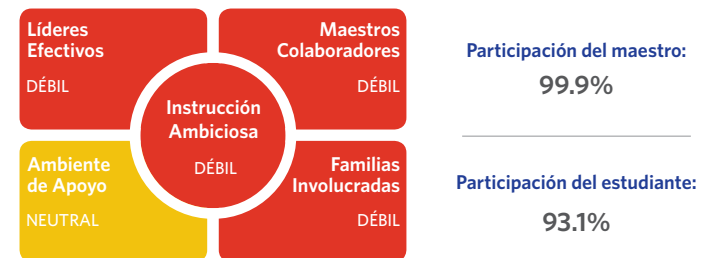 Líderes
Efectivos
DÉBIL
Maestros
Colaboradores
DÉBIL
Instrucción
Ambiciosa
DÉBIL
Ambiente
de Apoyo
NEUTRAL
Familias
Involucradas
DÉBIL
Participación del maestro:
99.9%
Participación del estudiante:
93.1%